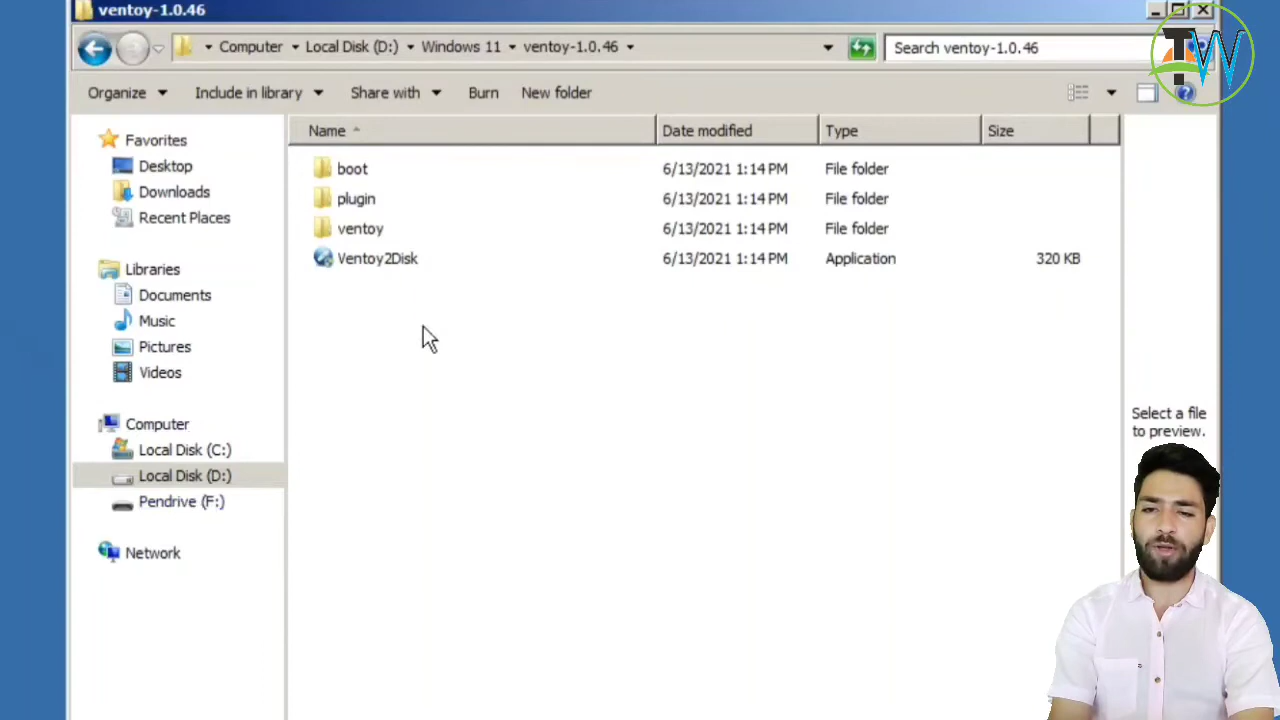 ventoy-1.0.46
Computer Local Disk (D:) Windows 11 ventoy-1.0.46 Search ventoy-1.0.46
TW
Organize Include in library Share with Burn New folder
Name Date modified Type Size
Favorites
Desktop
Downloads
Recent Places
Libraries
Documents
Music
Pictures
Videos
Computer
Local Disk (C:)
Local Disk (D:)
Pendrive (F:)
Network
boot 6/13/2021 1:14 PM File folder
plugin 6/13/2021 1:14 PM File folder
ventoy 6/13/2021 1:14 PM File folder
Ventoy2Disk 6/13/2021 1:14 PM Application 320 KB
Select a file
to preview.